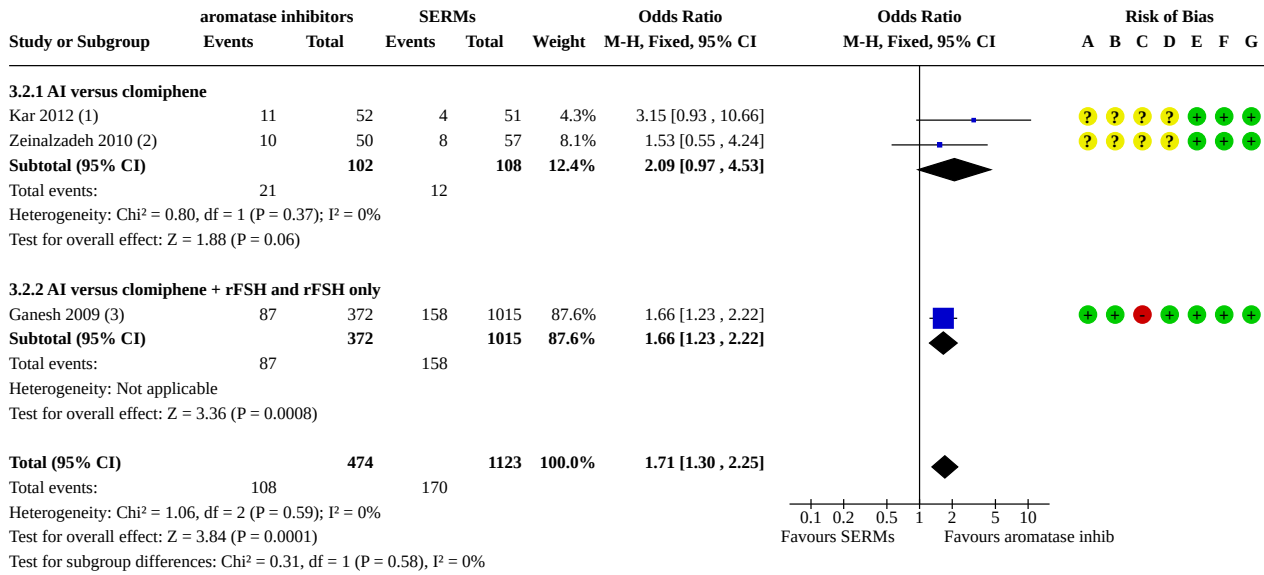 aromatase inhibitors SERMs Odds Ratio Odds Ratio Risk of Bias
Study or Subgroup Events Total Events Total Weight M-H, Fixed, 95% CI M-H, Fixed, 95% CI A B C D E F G
3.2.1 AI versus clomiphene
Kar 2012 (1) 11 52 4 51 4.3% 3.15 [0.93 , 10.66] ? ? ? ? + + +
Zeinalzadeh 2010 (2) 10 50 8 57 8.1% 1.53 [0.55 , 4.24] ? ? ? ? + + +
Subtotal (95% CI) 102 108 12.4% 2.09 [0.97 , 4.53]
Total events: 21 12
Heterogeneity: Chi² = 0.80, df = 1 (P = 0.37); I² = 0%
Test for overall effect: Z = 1.88 (P = 0.06)
3.2.2 AI versus clomiphene + rFSH and rFSH only
Ganesh 2009 (3) 87 372 158 1015 87.6% 1.66 [1.23 , 2.22] + + - + + + +
Subtotal (95% CI) 372 1015 87.6% 1.66 [1.23 , 2.22]
Total events: 87 158
Heterogeneity: Not applicable
Test for overall effect: Z = 3.36 (P = 0.0008)
Total (95% CI) 474 1123 100.0% 1.71 [1.30 , 2.25]
Total events: 108 170
Heterogeneity: Chi² = 1.06, df = 2 (P = 0.59); I² = 0%
Test for overall effect: Z = 3.84 (P = 0.0001)
Test for subgroup differences: Chi² = 0.31, df = 1 (P = 0.58), I² = 0%
0.1 0.2 0.5 1 2 5 10
Favours SERMs Favours aromatase inhib